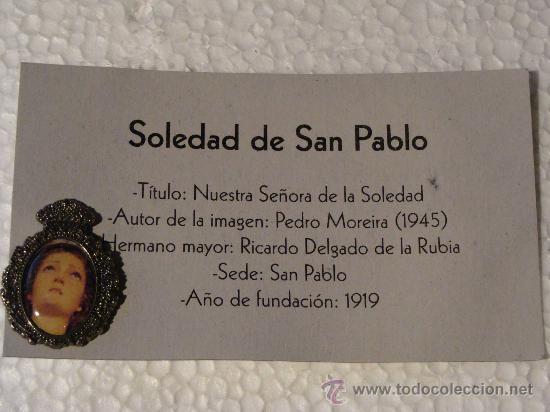 Soledad de San Pablo
-Título: Nuestra Señora de la Soledad
-Autor de la imagen: Pedro Moreira (1945)
Hermano mayor: Ricardo Delgado de la Rubia
-Sede: San Pablo
-Año de fundación: 1919
© www.todocoleccion.net